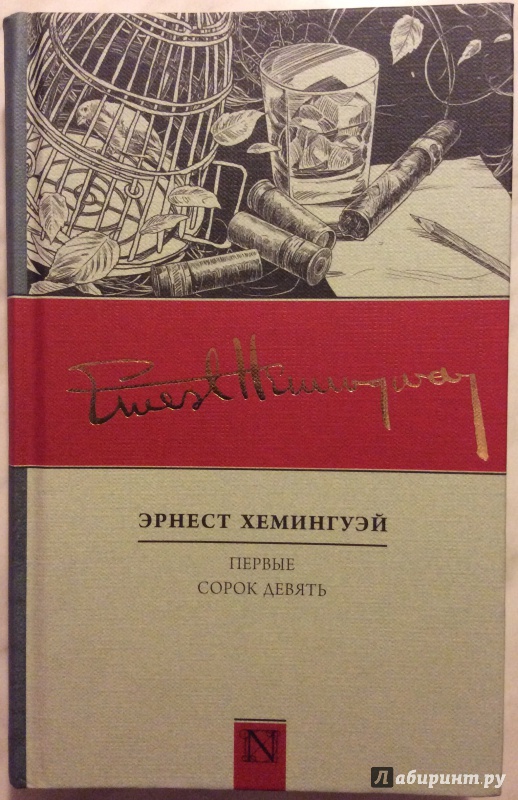 Ernest Hemingway
ЭРНЕСТ ХЕМИНГУЭЙ
ПЕРВЫЕ
СОРОК ДЕВЯТЬ
N
Лабиринт.ру